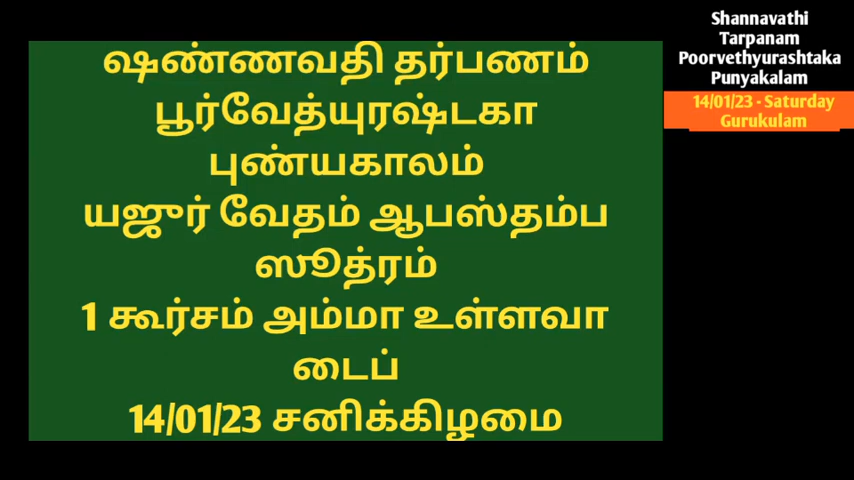 ஷண்ணவதி தர்பணம்
பூர்வேத்யுரஷ்டகா
புண்யகாலம்
யஜுர் வேதம் ஆபஸ்தம்ப
ஸூத்ரம்
1 கூர்சம் அம்மா உள்ளவா
டைப்
14/01/23 சனிக்கிழமை
Shannavathi
Tarpanam
Poorvethyurashtaka
Punyakalam
14/01/23 - Saturday
Gurukulam